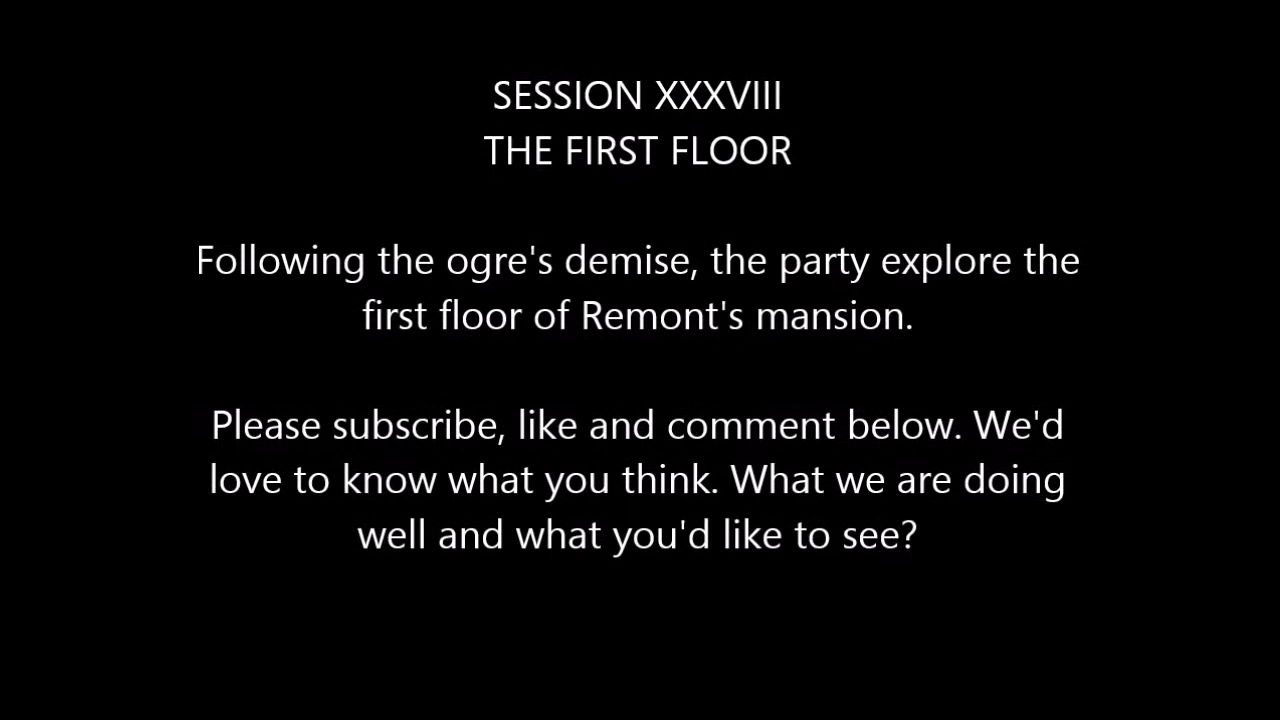 SESSION XXXVIII
THE FIRST FLOOR
Following the ogre's demise, the party explore the
first floor of Remont's mansion.
Please subscribe, like and comment below. We'd
love to know what you think. What we are doing
well and what you'd like to see?